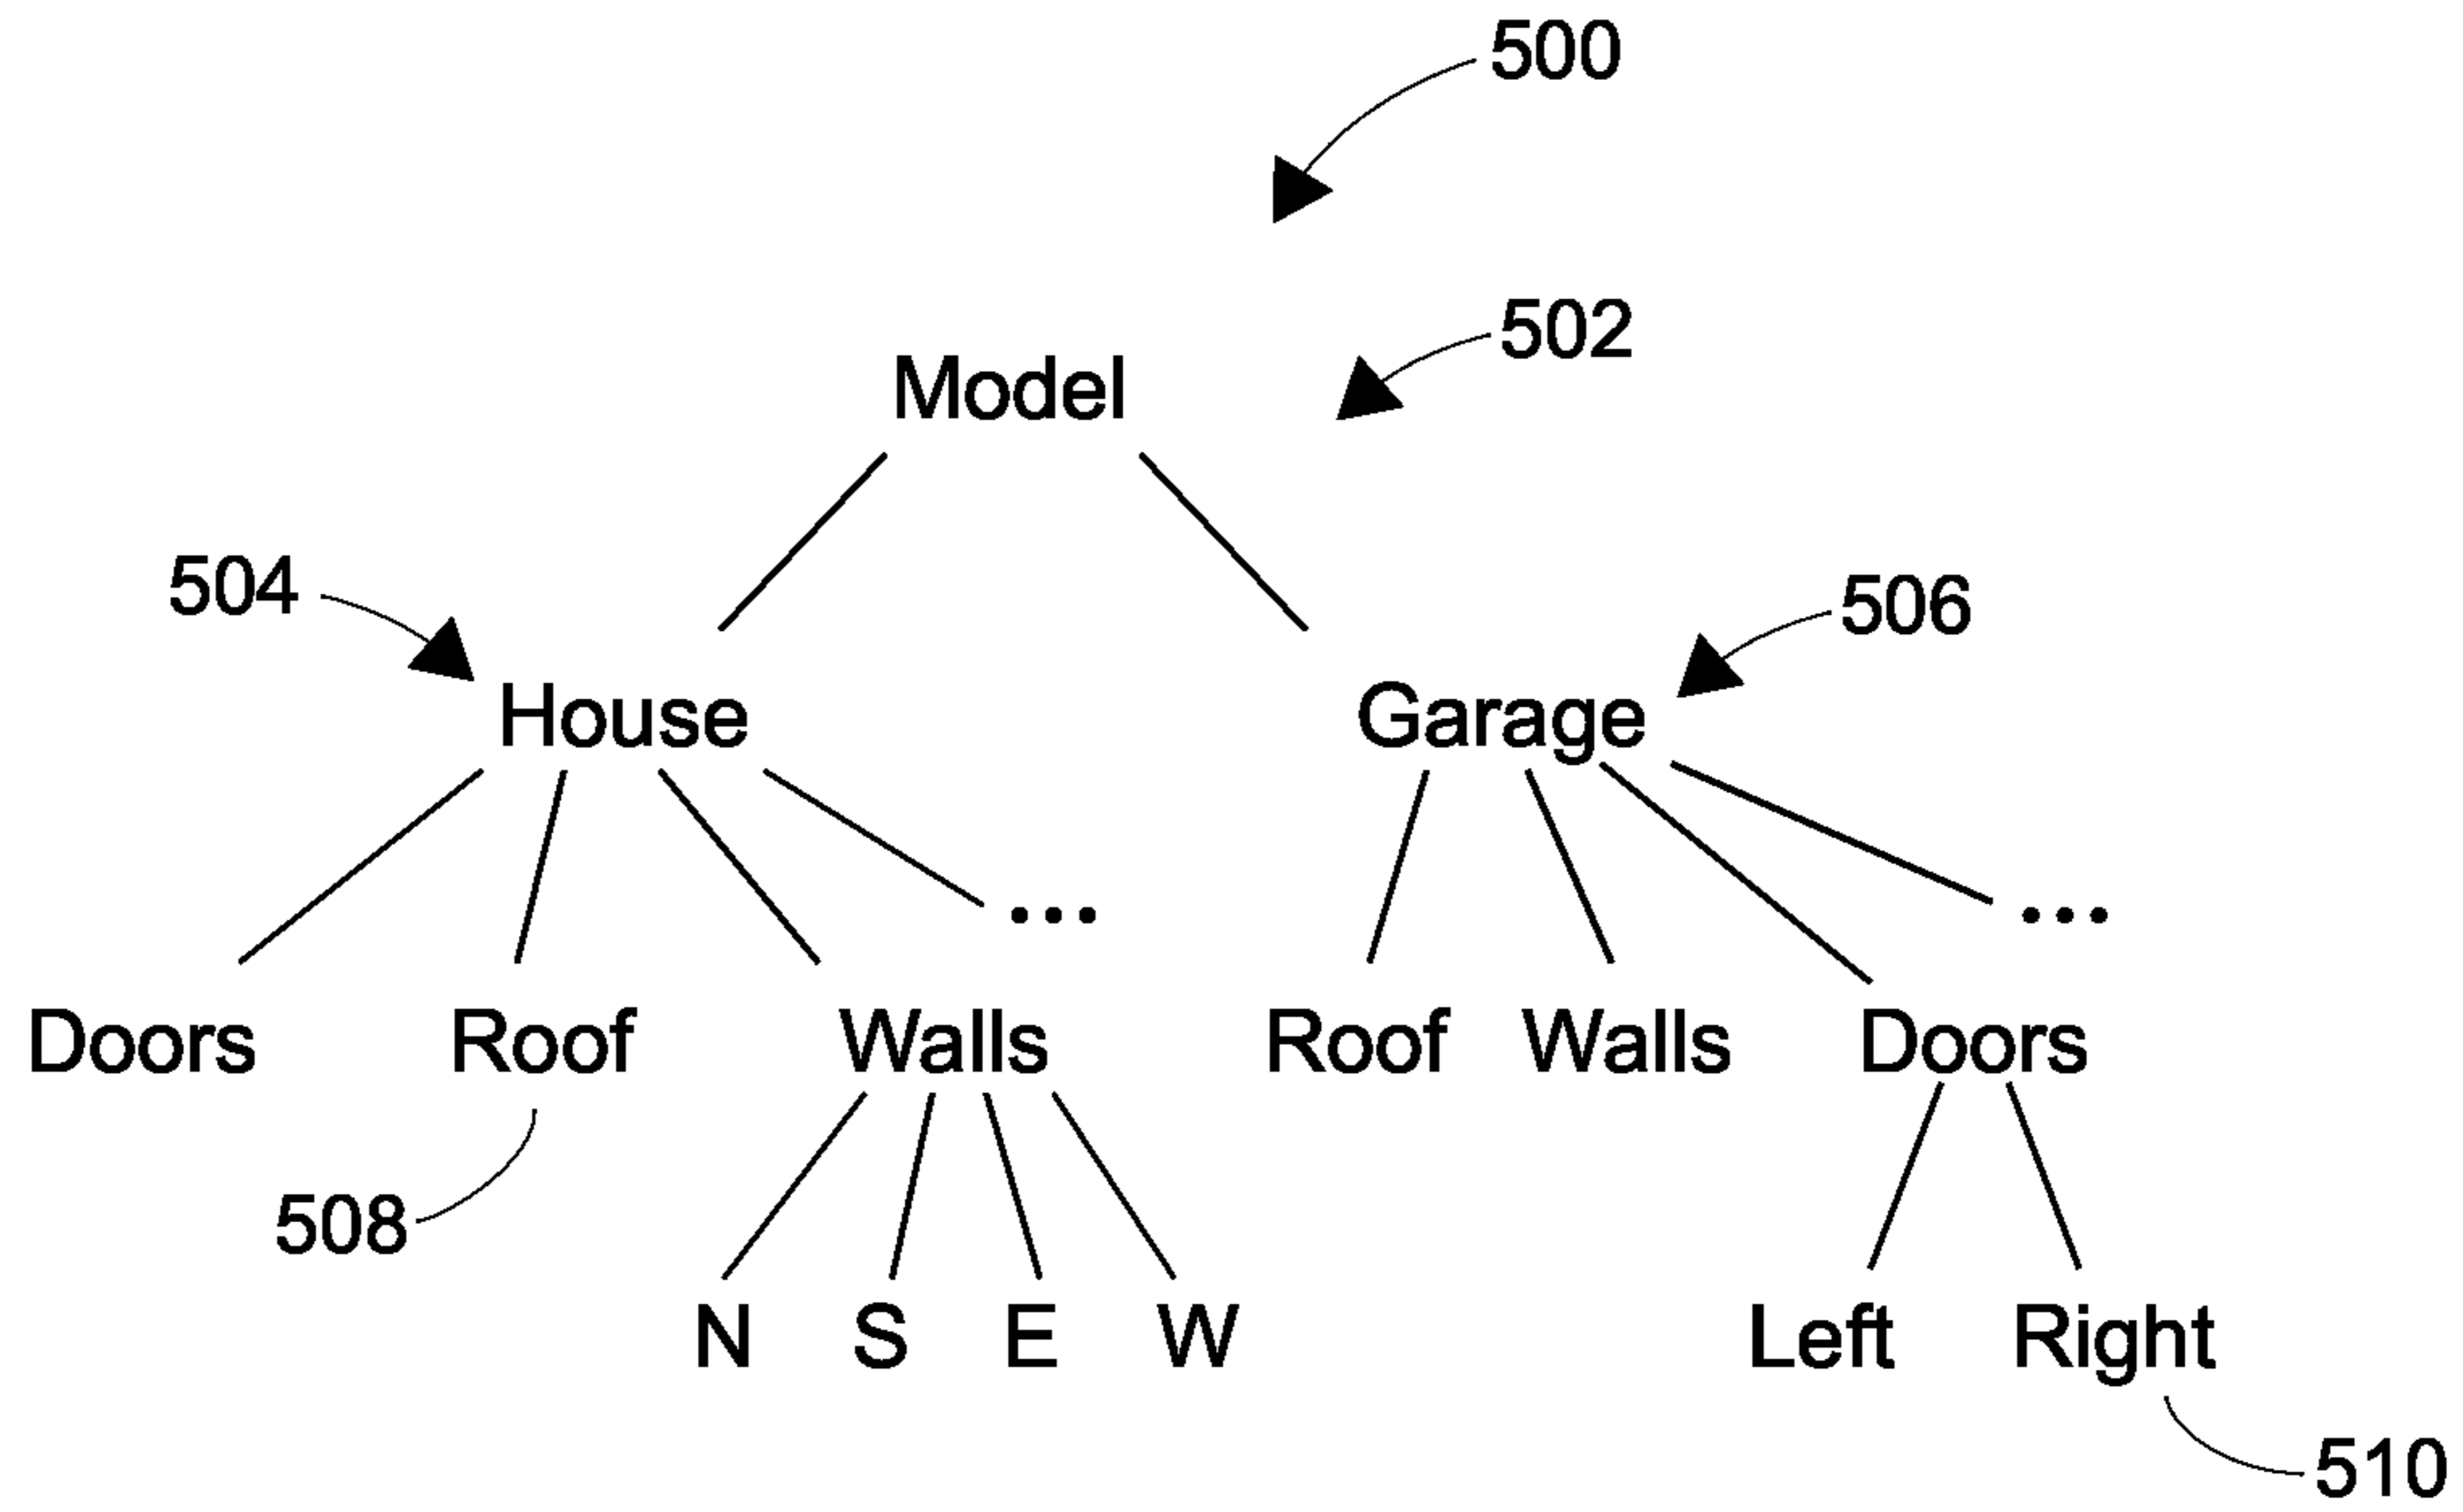 500
502
Model
504
506
House Garage
... ...
Doors Roof Walls Roof Walls Doors
508
N S E W Left Right
510